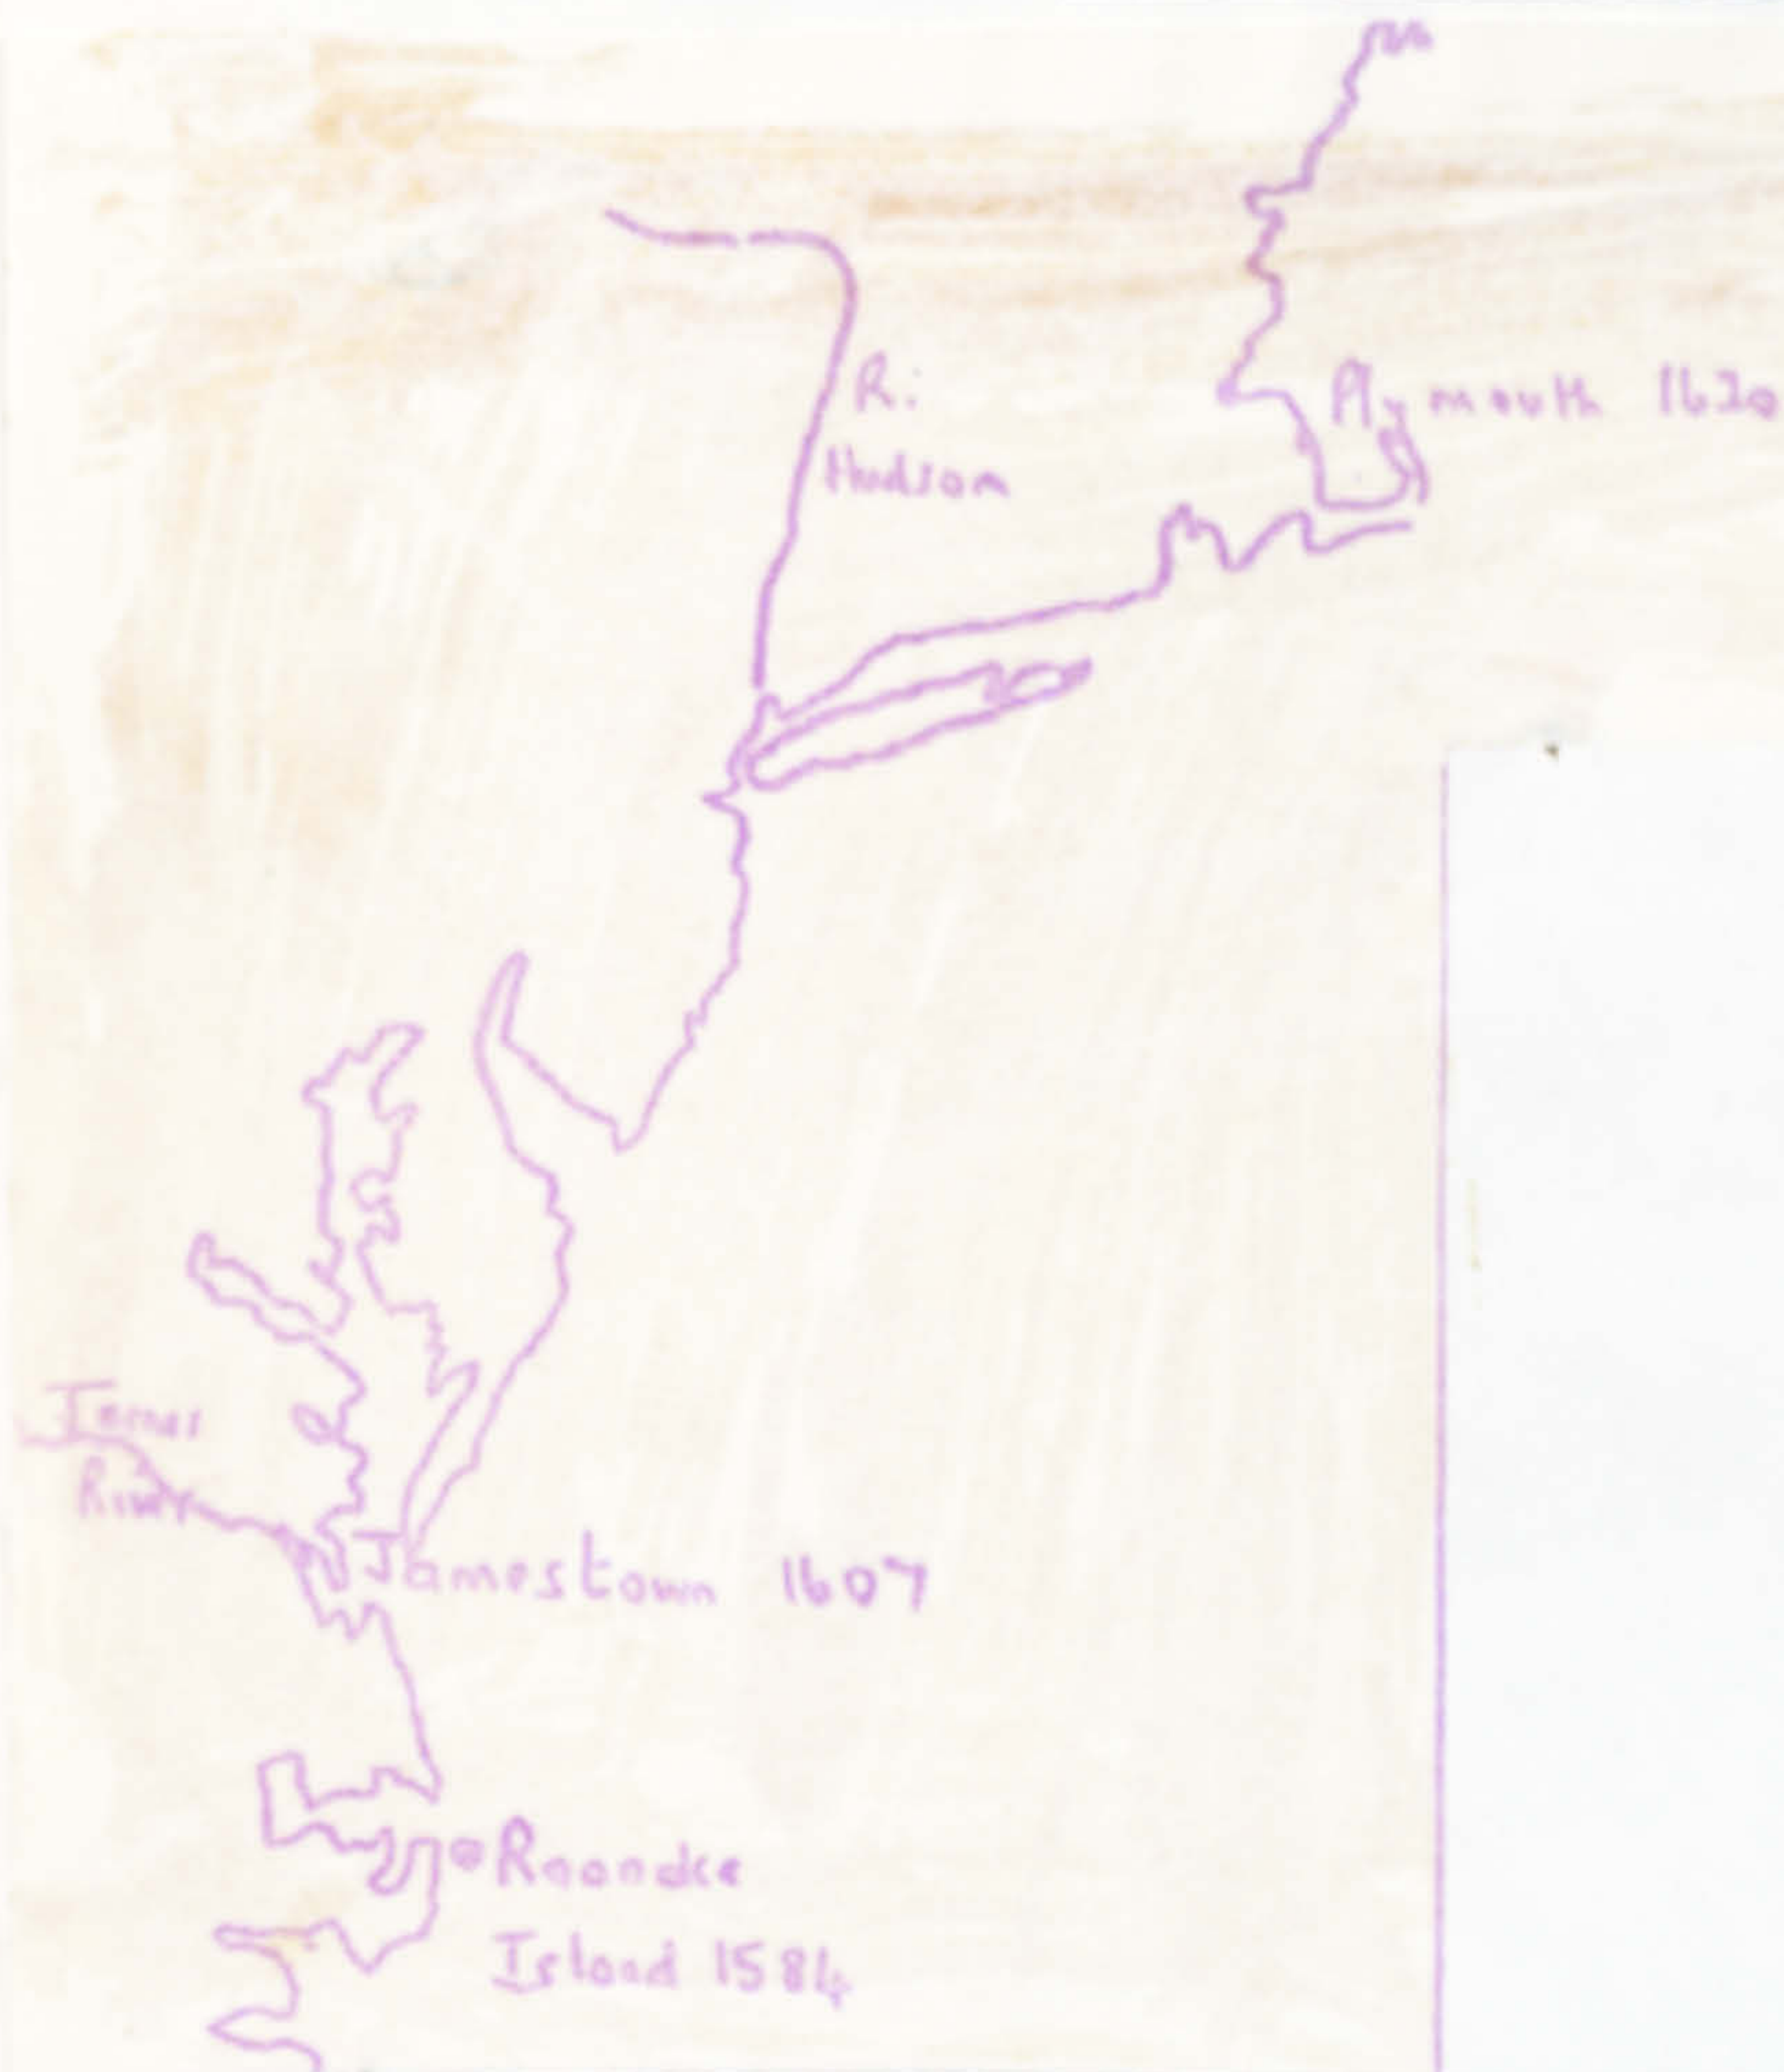 Plymouth 1620
R.
Hudson
James
River
Jamestown 1607
Roanoke
Island 1584